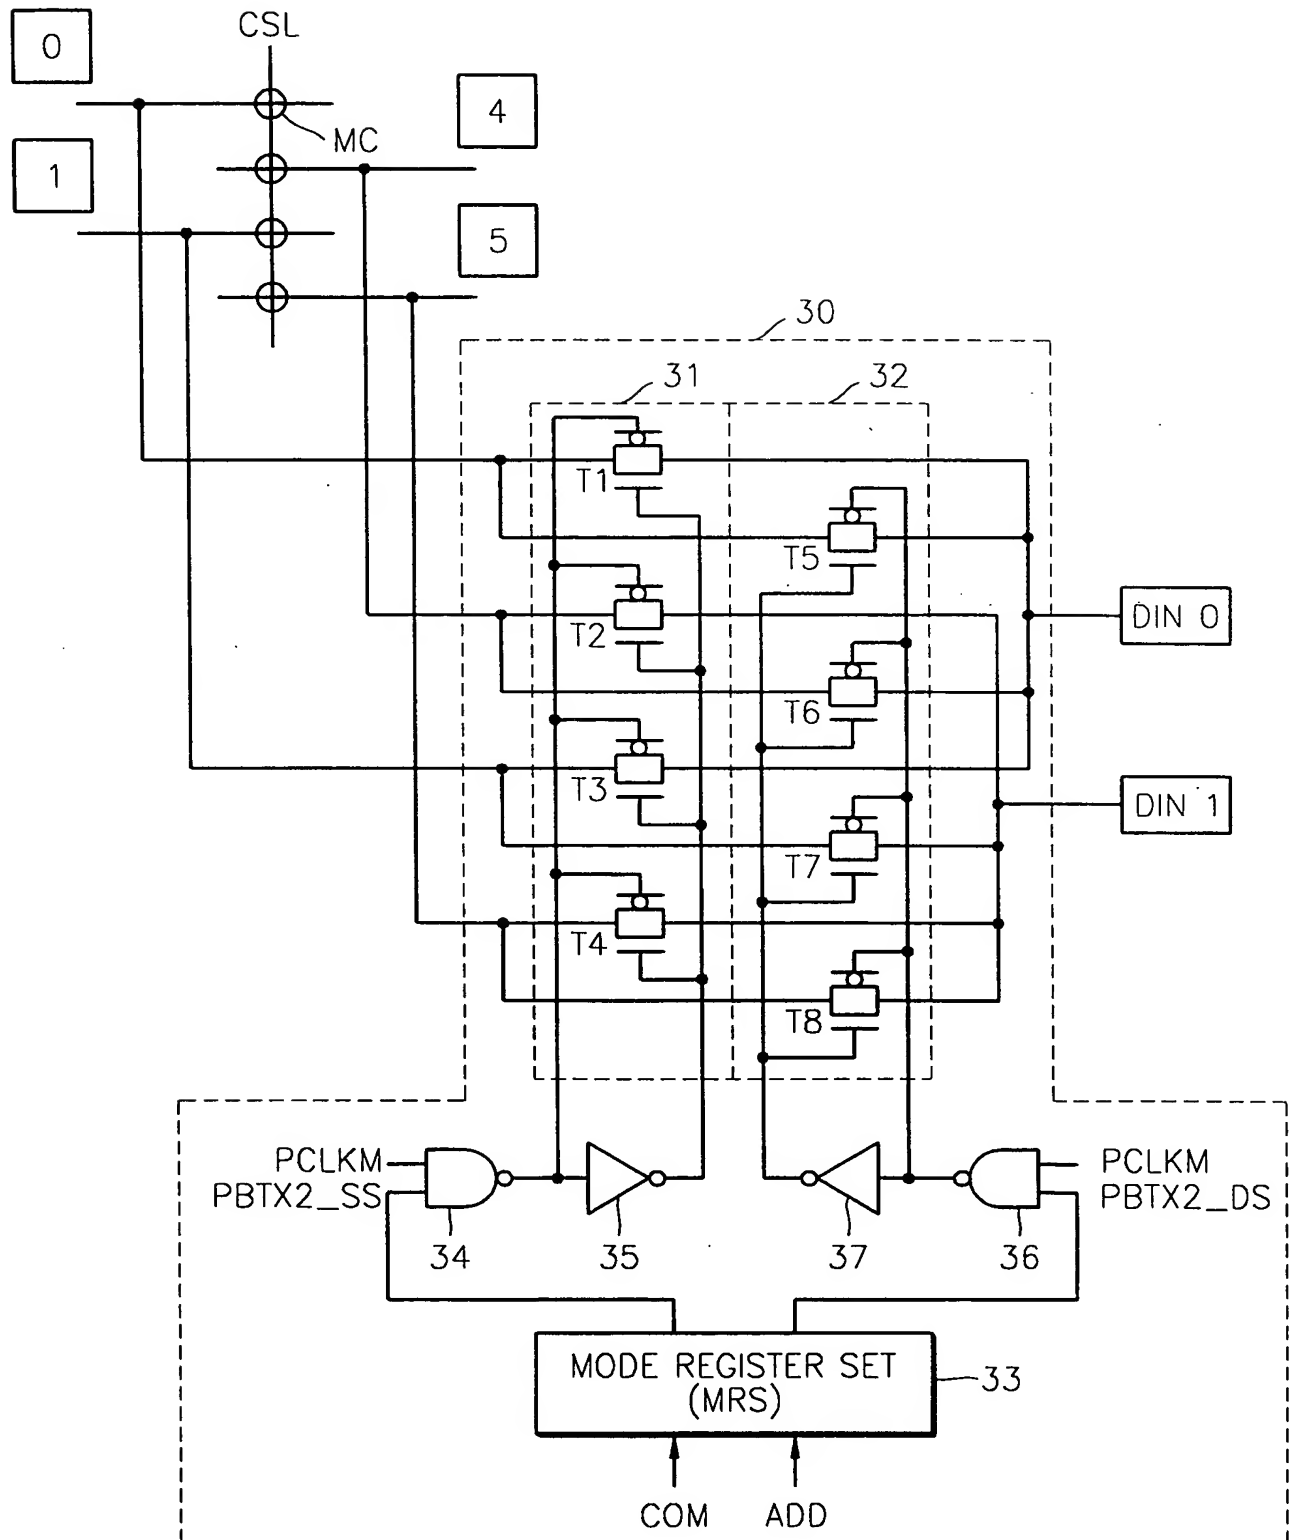 CSL
0
4
MC
1
5
30
31
32
T1
T5
T2
DIN 0
T6
T3
DIN 1
T7
T4
T8
PCLKM
PBTX2_SS
PCLKM
PBTX2_DS
34
35
37
36
MODE REGISTER SET
(MRS)
33
COM
ADD